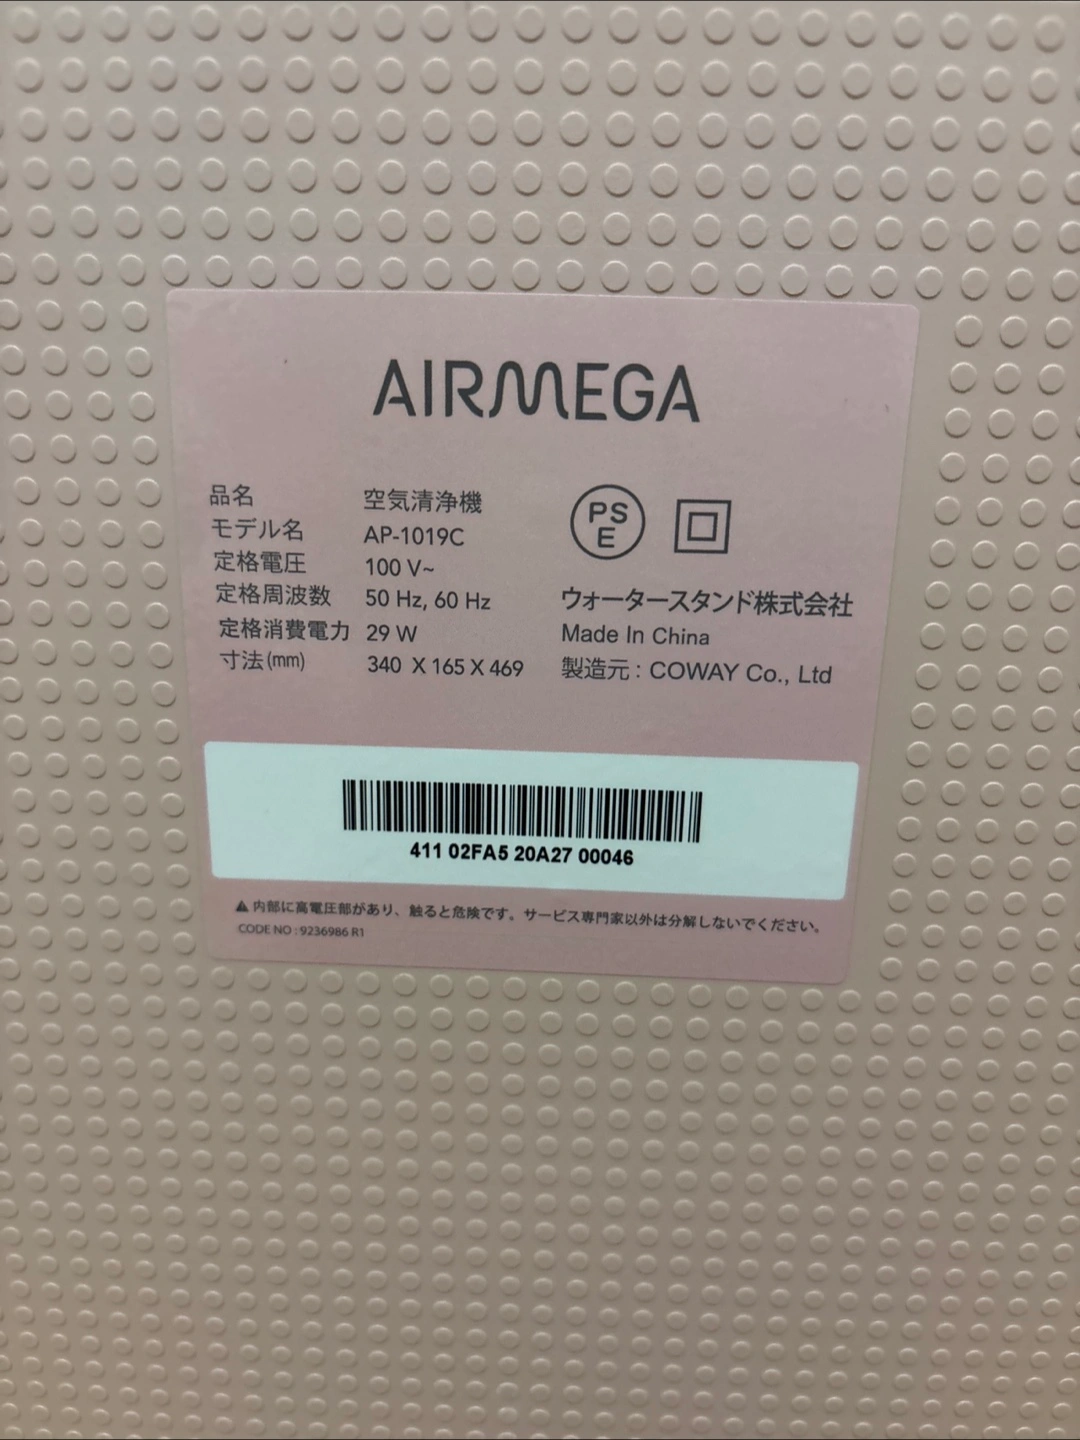 AIRMEGA
品名 空気清浄機
モデル名 AP-1019C
定格電圧 100 V~
定格周波数 50 Hz, 60 Hz
定格消費電力 29 W
寸法(mm) 340 X 165 X 469
PS
E
ウォータースタンド株式会社
Made In China
製造元 : COWAY Co., Ltd
411 02FA5 20A27 00046
⚠ 内部に高電圧部があり、触ると危険です。サービス専門家以外は分解しないでください。
CODE NO : 9236986 R1